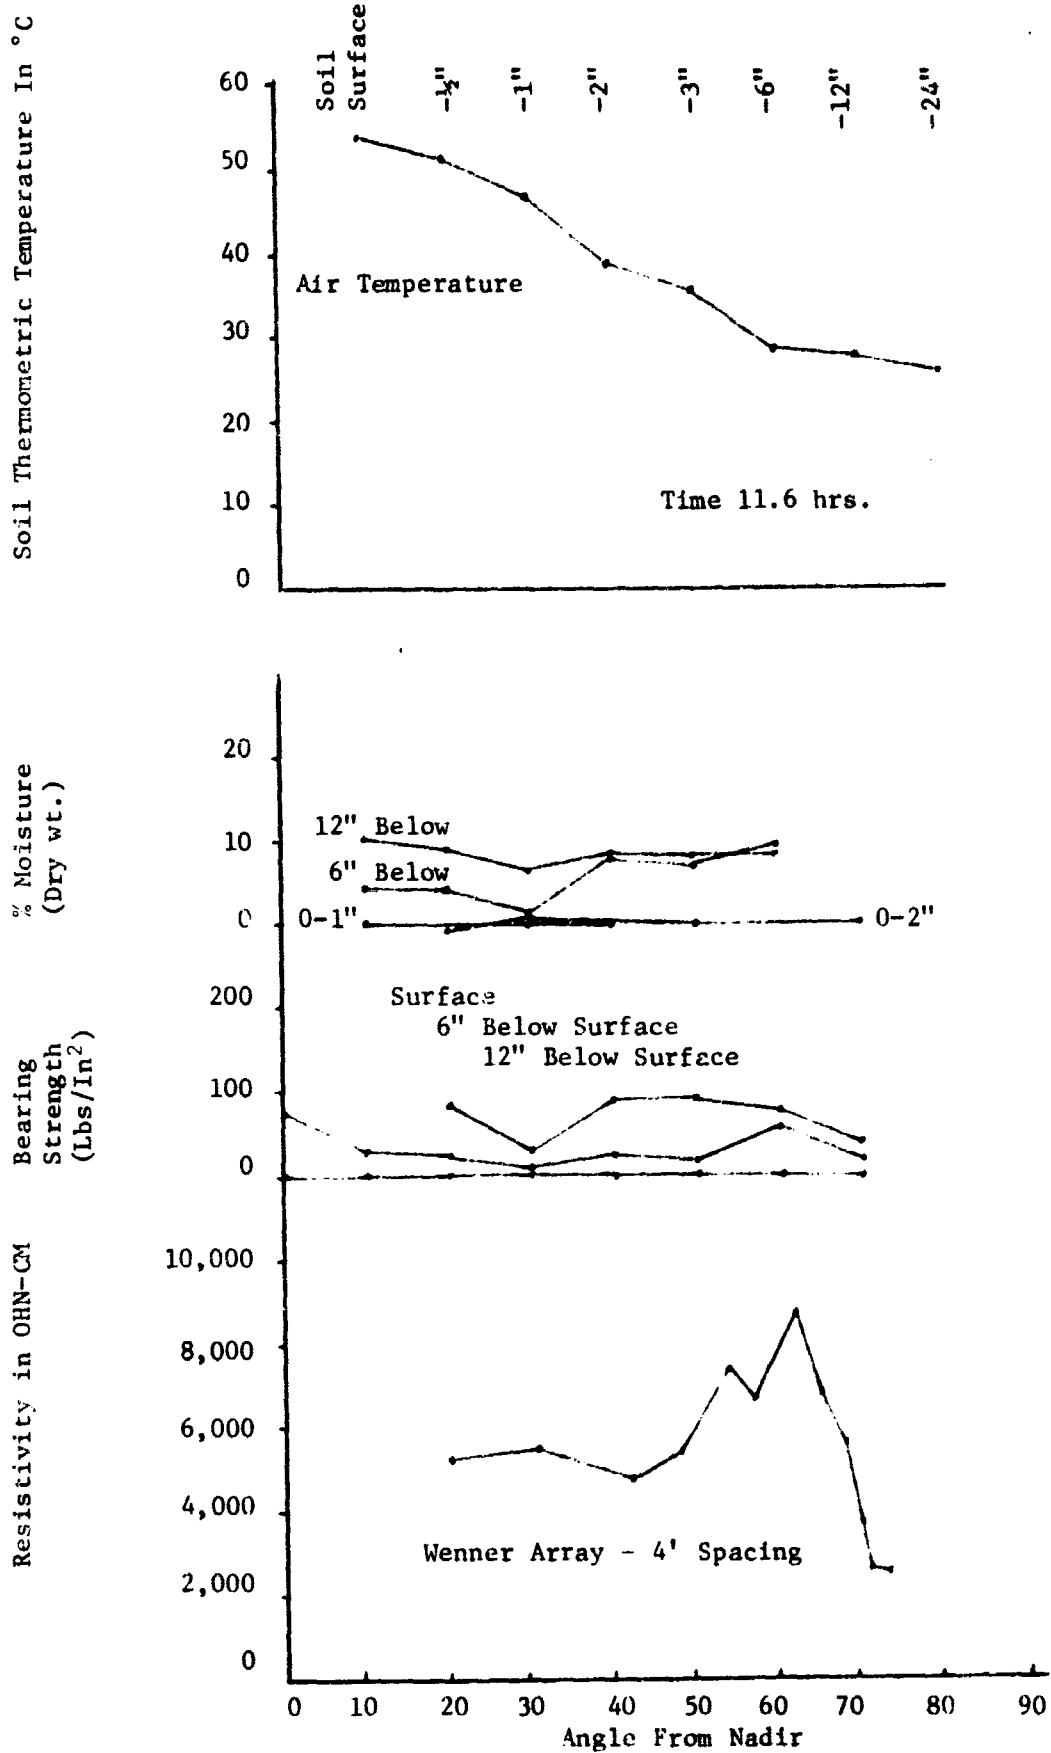 Soil Thermometric Temperature In °C
Soil
Surface
-½"
-1"
-2"
-3"
-6"
-12"
-24"
60
50
40
30
20
10
0
Air Temperature
Time 11.6 hrs.
% Moisture
(Dry wt.)
20
10
0
12" Below
6" Below
0-1"
0-2"
Bearing
Strength
(Lbs/In²)
200
100
0
Surface
6" Below Surface
12" Below Surface
Resistivity in OHN-CM
10,000
8,000
6,000
4,000
2,000
0
Wenner Array - 4' Spacing
0 10 20 30 40 50 60 70 80 90
Angle From Nadir